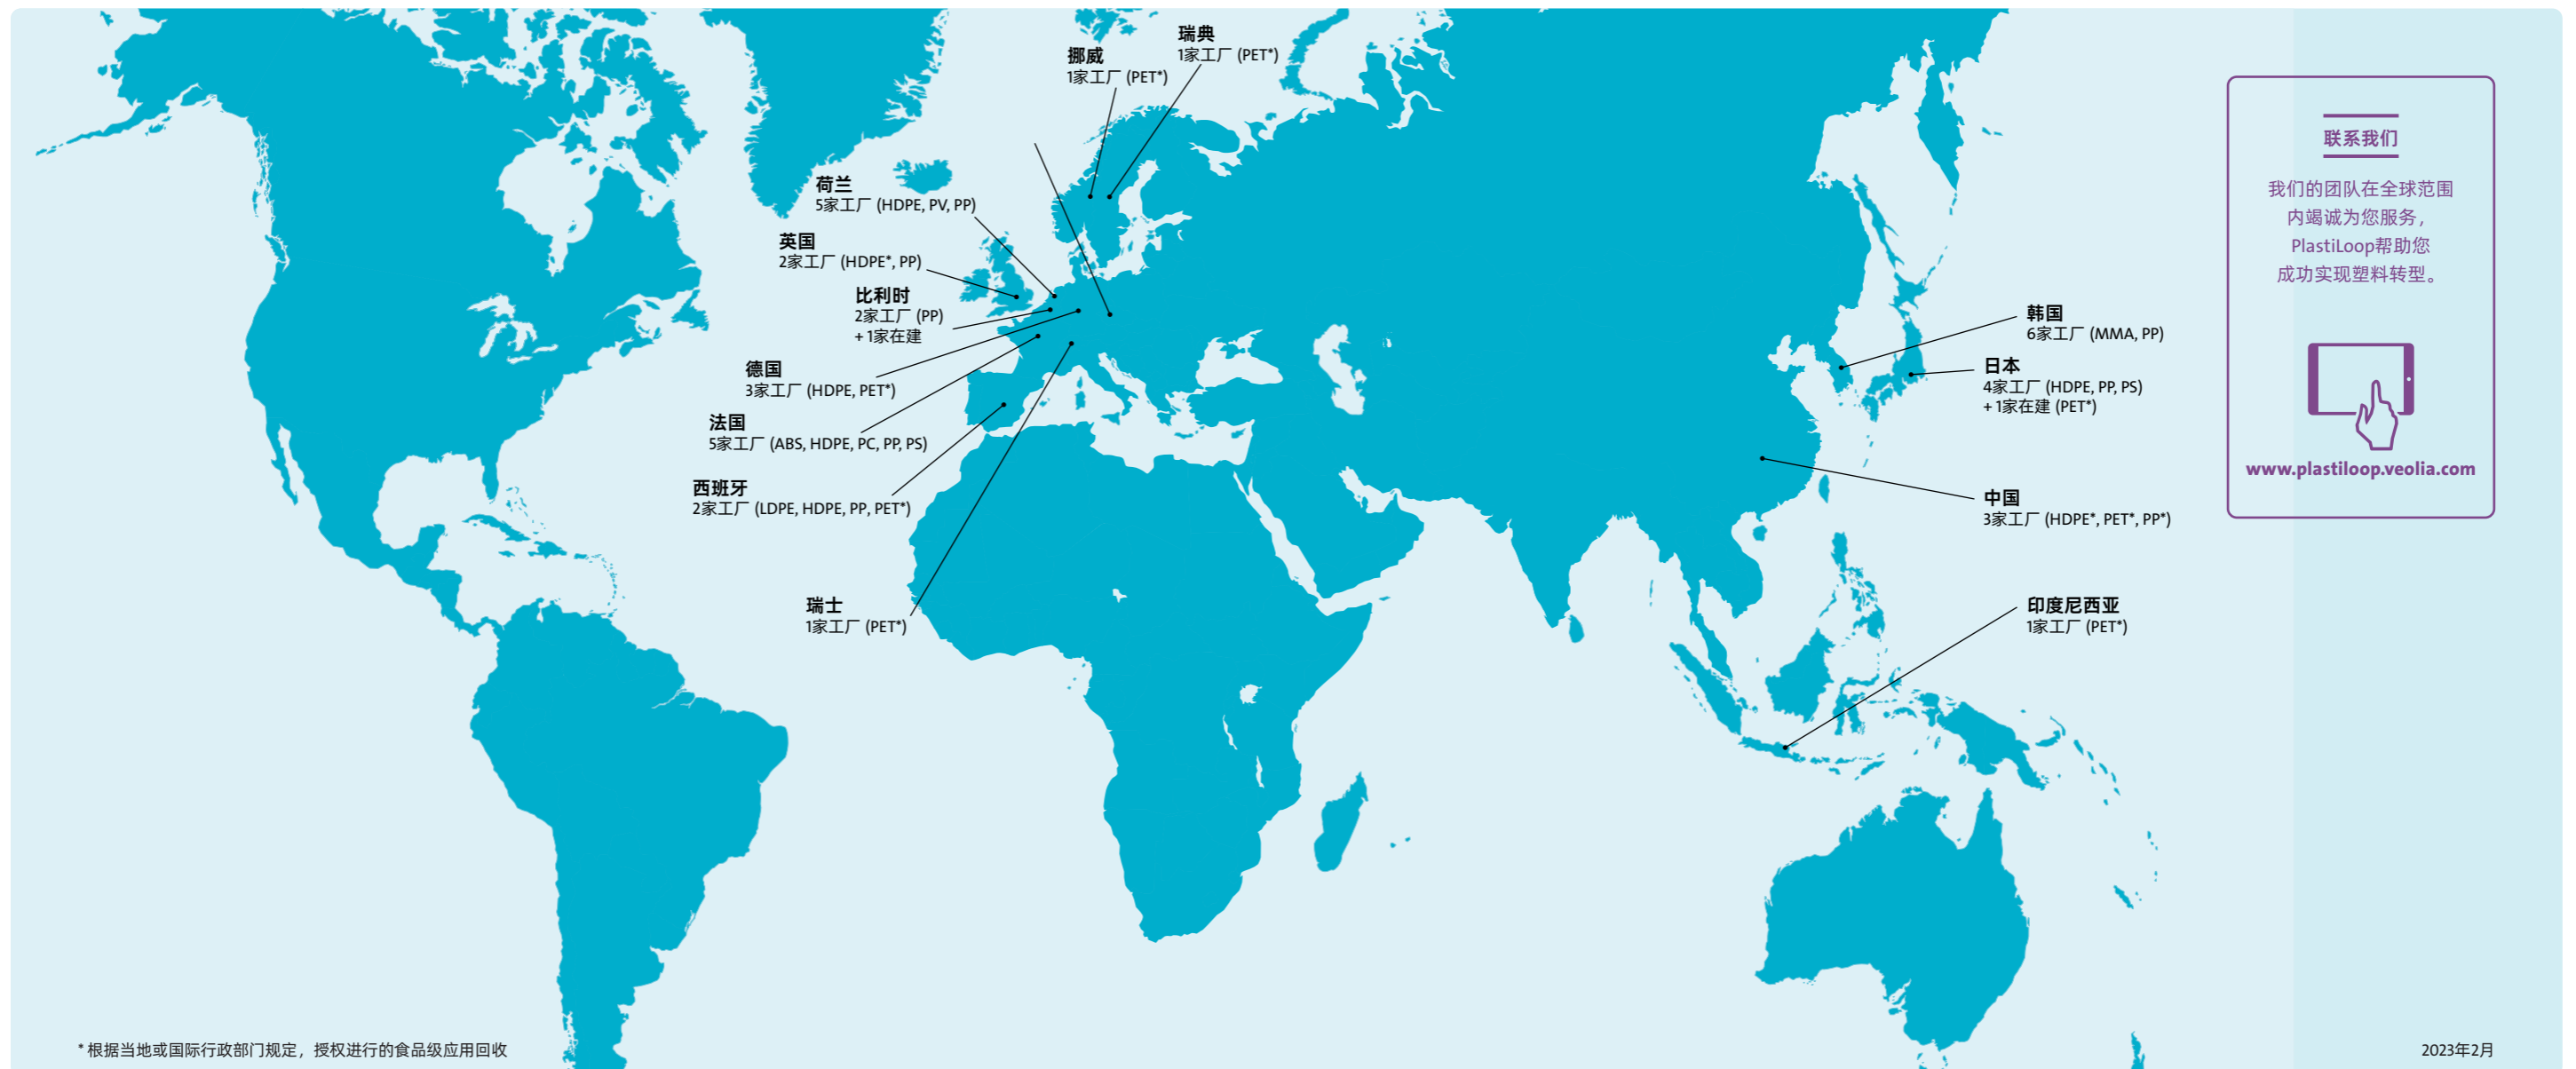 瑞典
1家工厂 (PET*)
挪威
1家工厂 (PET*)
荷兰
5家工厂 (HDPE, PV, PP)
英国
2家工厂 (HDPE*, PP)
比利时
2家工厂 (PP)
+ 1家在建
德国
3家工厂 (HDPE, PET*)
法国
5家工厂 (ABS, HDPE, PC, PP, PS)
西班牙
2家工厂 (LDPE, HDPE, PP, PET*)
瑞士
1家工厂 (PET*)
韩国
6家工厂 (MMA, PP)
日本
4家工厂 (HDPE, PP, PS)
+ 1家在建 (PET*)
中国
3家工厂 (HDPE*, PET*, PP*)
印度尼西亚
1家工厂 (PET*)
联系我们
我们的团队在全球范围
内竭诚为您服务，
PlastiLoop帮助您
成功实现塑料转型。
www.plastiloop.veolia.com
* 根据当地或国际行政部门规定，授权进行的食品级应用回收
2023年2月